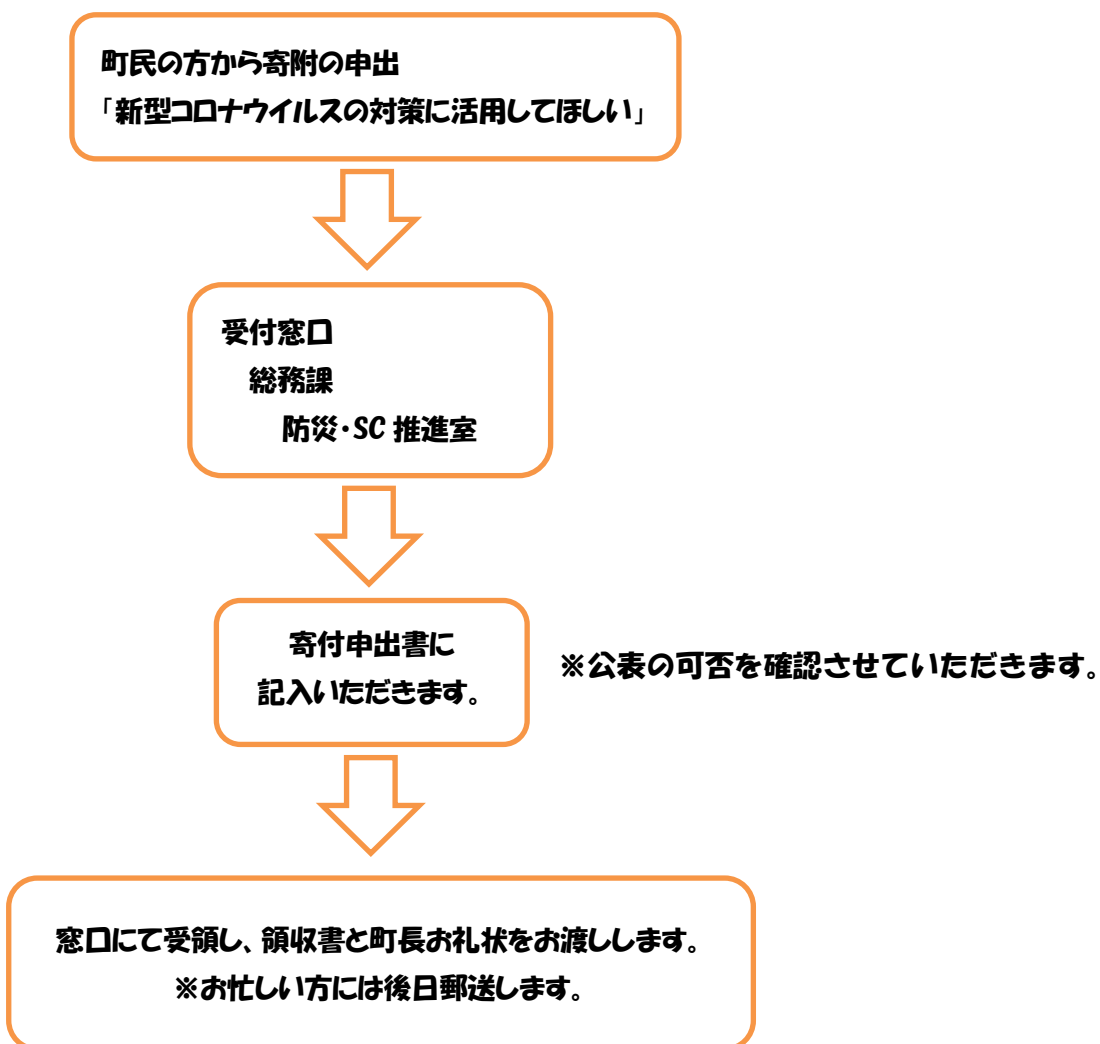 町民の方から寄附の申出
「新型コロナウイルスの対策に活用してほしい」
受付窓口
総務課
防災・SC 推進室
寄付申出書に
記入いただきます。
※公表の可否を確認させていただきます。
窓口にて受領し、領収書と町長お礼状をお渡しします。
※お忙しい方には後日郵送します。